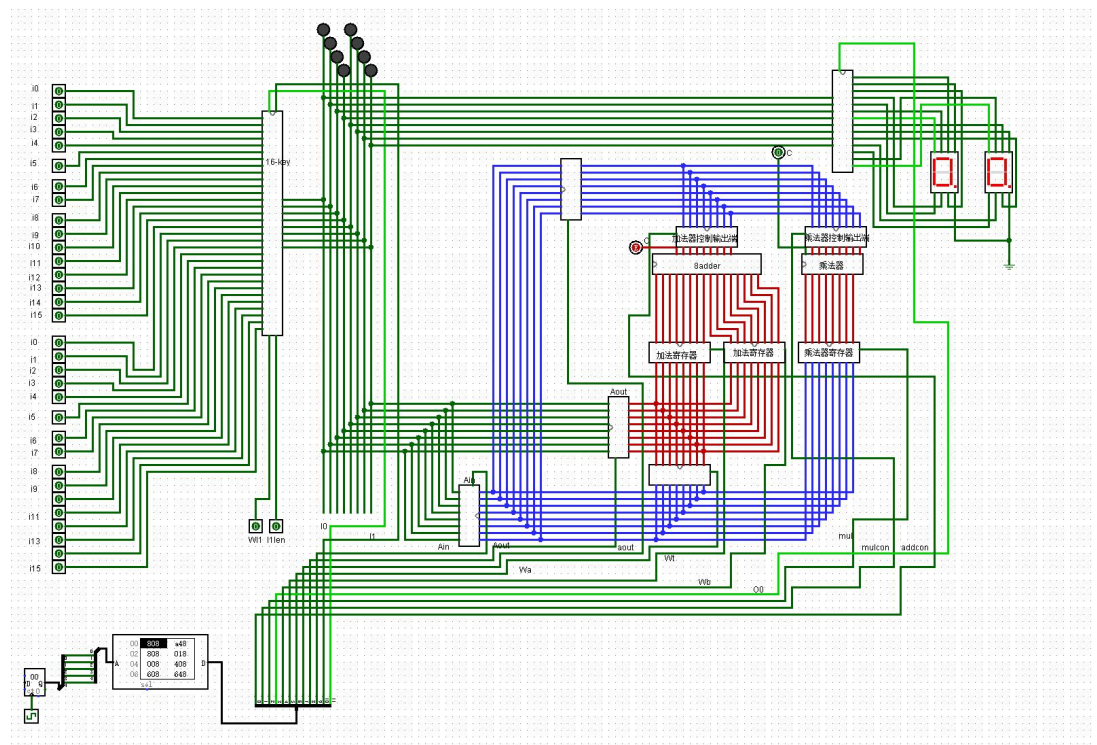 i0
i1
i2
i3
i4
i5
i6
i7
i8
i9
i10
i11
i12
i13
i14
i15
16-key
C
加法器控制输出端
乘法器控制输出端
8adder
乘法器
加法寄存器
加法寄存器
乘法器寄存器
i0
i1
i2
i3
i4
i5
i6
i7
i8
i9
i11
i13
i15
Aout
Ain
WI1
I1len
I0
I1
Ain
Aout
aout
Wa
Wt
Wb
O0
mul
mulcon
addcon
00 808 a48
02 808 018
04 008 408
06 608 648
A
D
sel
00
D Q